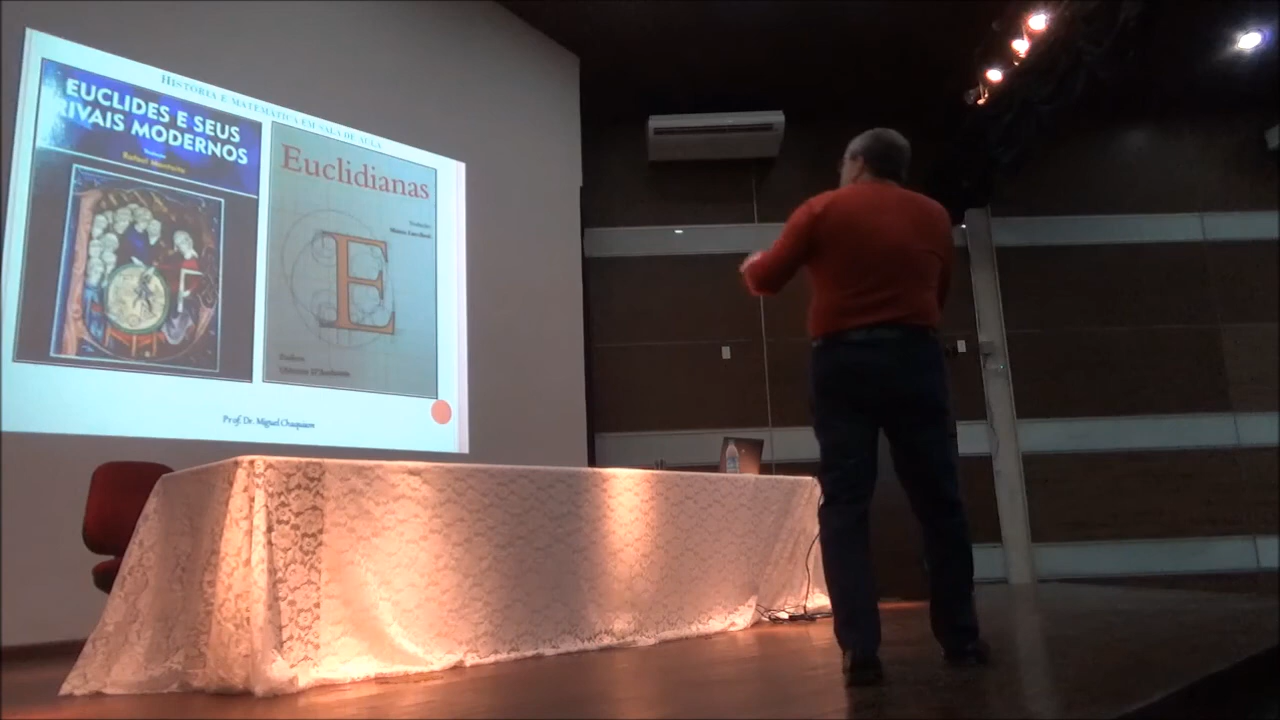 HISTÓRIA E MATEMÁTICA EM SALA DE AULA
EUCLIDES E SEUS
RIVAIS MODERNOS
Euclidianas
E
Prof. Dr. Miguel Chaquiam